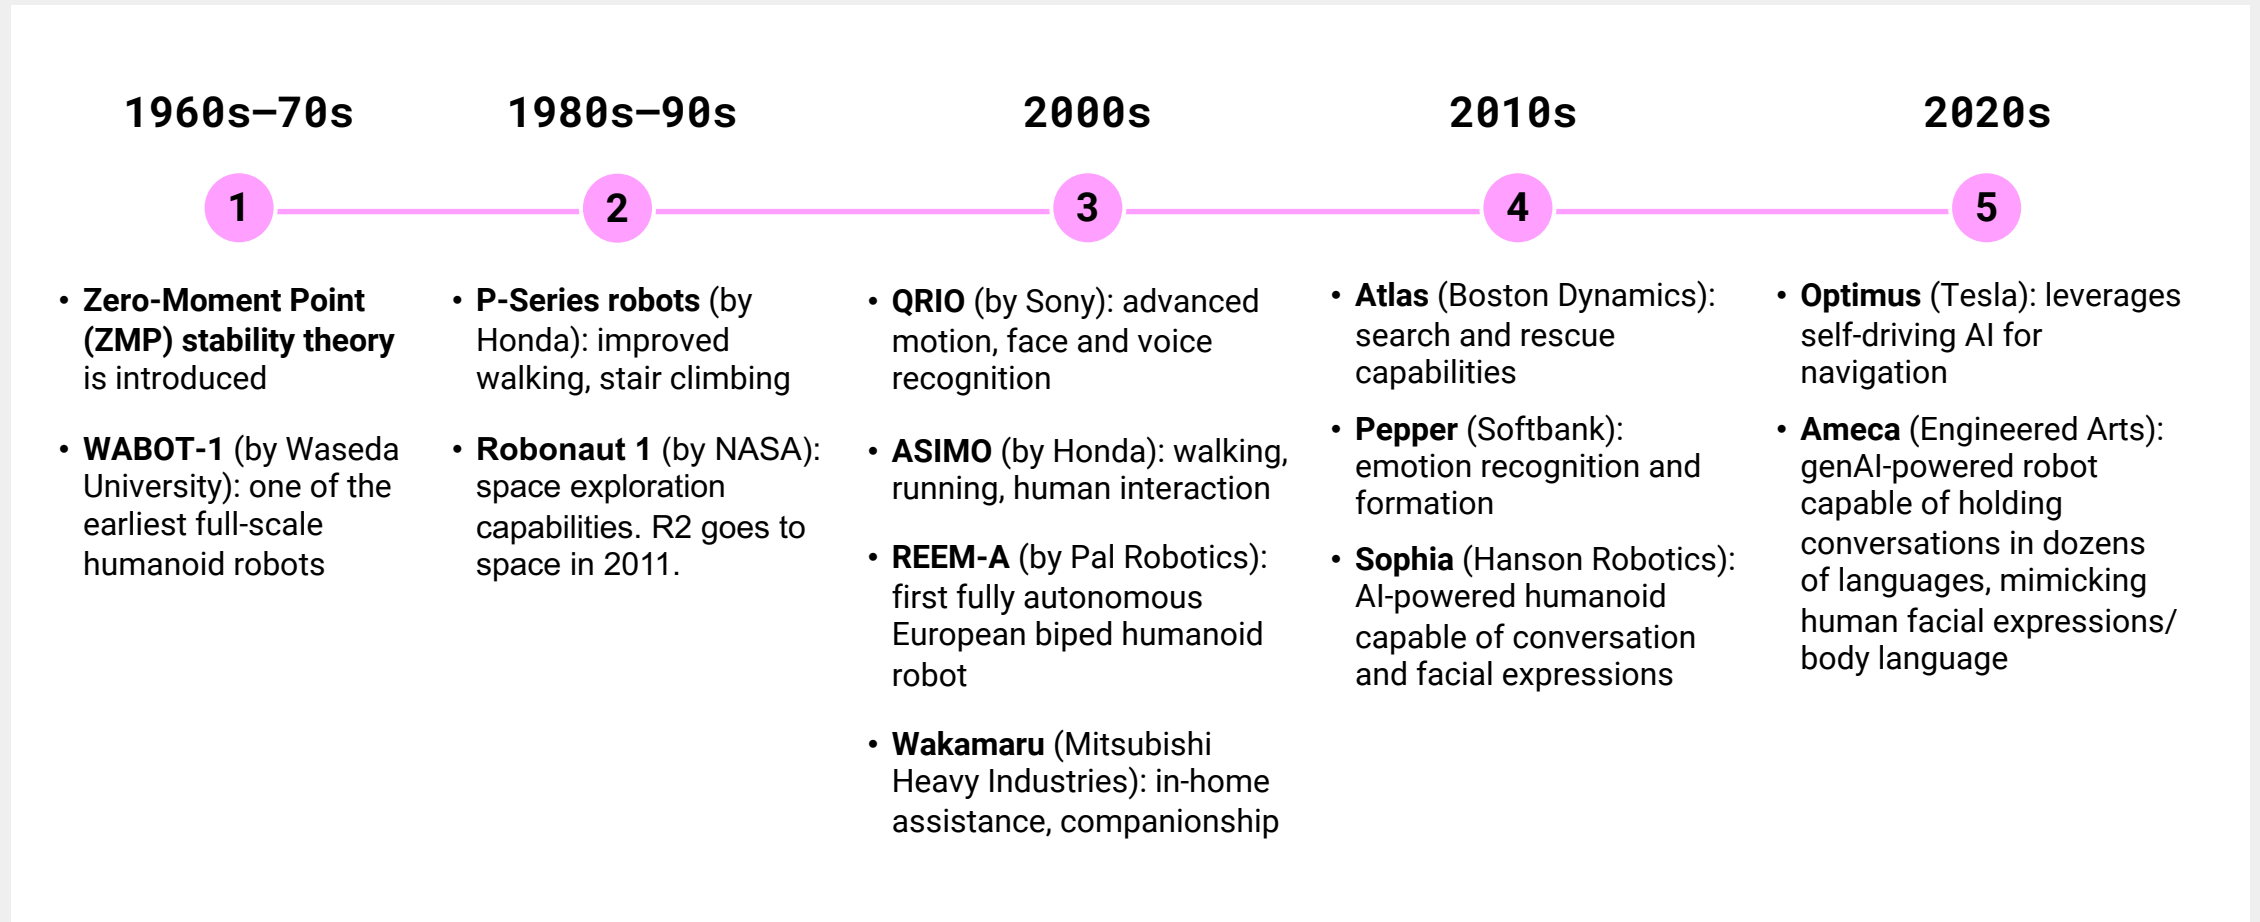 1960s–70s
1980s–90s
2000s
2010s
2020s
1
2
3
4
5
• Zero-Moment Point
(ZMP) stability theory
is introduced
• WABOT-1 (by Waseda
University): one of the
earliest full-scale
humanoid robots
• P-Series robots (by
Honda): improved
walking, stair climbing
• Robonaut 1 (by NASA):
space exploration
capabilities. R2 goes to
space in 2011.
• QRIO (by Sony): advanced
motion, face and voice
recognition
• ASIMO (by Honda): walking,
running, human interaction
• REEM-A (by Pal Robotics):
first fully autonomous
European biped humanoid
robot
• Wakamaru (Mitsubishi
Heavy Industries): in-home
assistance, companionship
• Atlas (Boston Dynamics):
search and rescue
capabilities
• Pepper (Softbank):
emotion recognition and
formation
• Sophia (Hanson Robotics):
AI-powered humanoid
capable of conversation
and facial expressions
• Optimus (Tesla): leverages
self-driving AI for
navigation
• Ameca (Engineered Arts):
genAI-powered robot
capable of holding
conversations in dozens
of languages, mimicking
human facial expressions/
body language